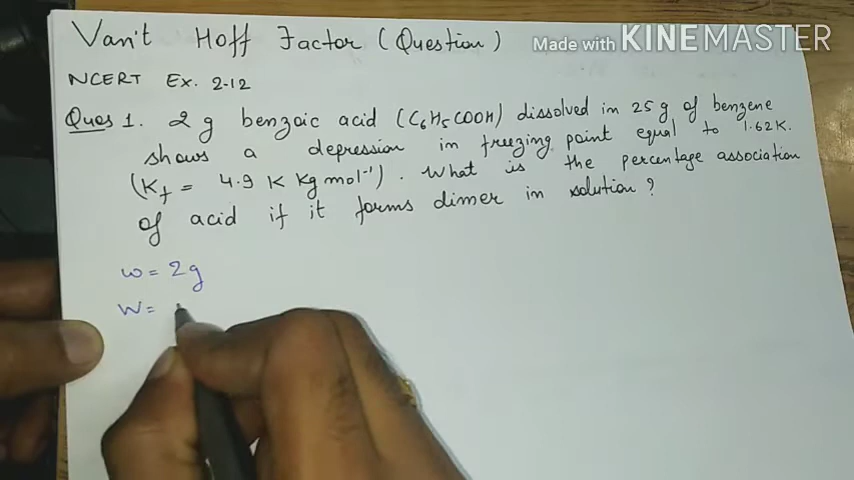 Van't Hoff Factor (Question)
Made with KINEMASTER
NCERT Ex. 2.12
Ques 1. 2 g benzoic acid (C6H5COOH) dissolved in 25 g of benzene
shows a depression in freezing point equal to 1.62K.
(Kf = 4.9 K Kg mol⁻¹). What is the percentage association
of acid if it forms dimer in solution?
w = 2g
W =